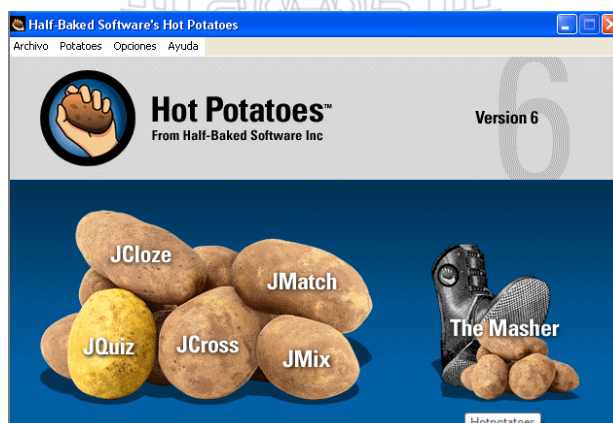 Half-Baked Software's Hot Potatoes
Archivo Potatoes Opciones Ayuda
Hot Potatoes™
From Half-Baked Software Inc
Version 6
6
JCloze
JMatch
JQuiz
JCross
JMix
The Masher
Hotpotatoes